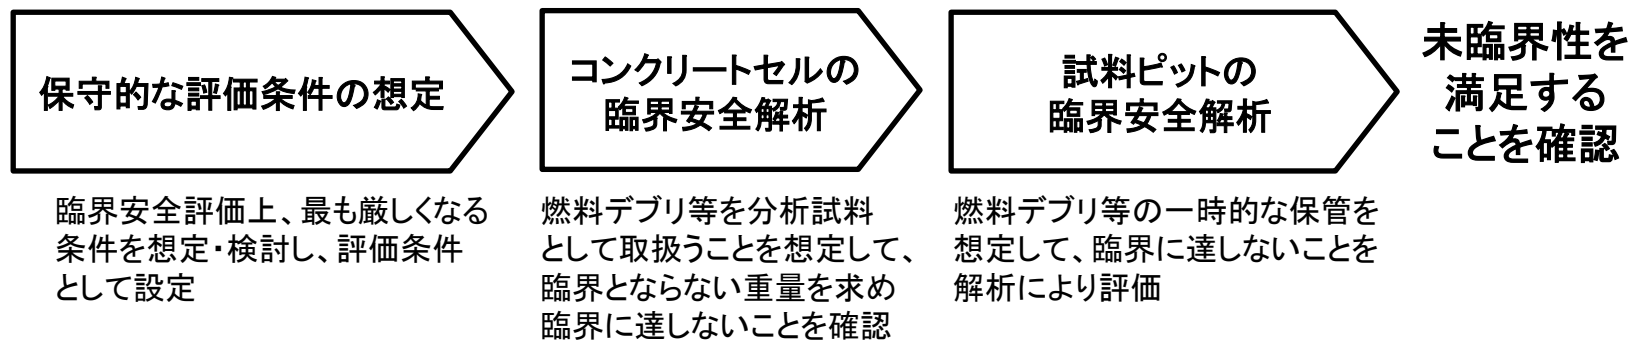 保守的な評価条件の想定
臨界安全評価上、最も厳しくなる
条件を想定・検討し、評価条件
として設定
コンクリートセルの
臨界安全解析
燃料デブリ等を分析試料
として取扱うことを想定して、
臨界とならない重量を求め
臨界に達しないことを確認
試料ピットの
臨界安全解析
燃料デブリ等の一時的な保管を
想定して、臨界に達しないことを
解析により評価
未臨界性を
満足する
ことを確認